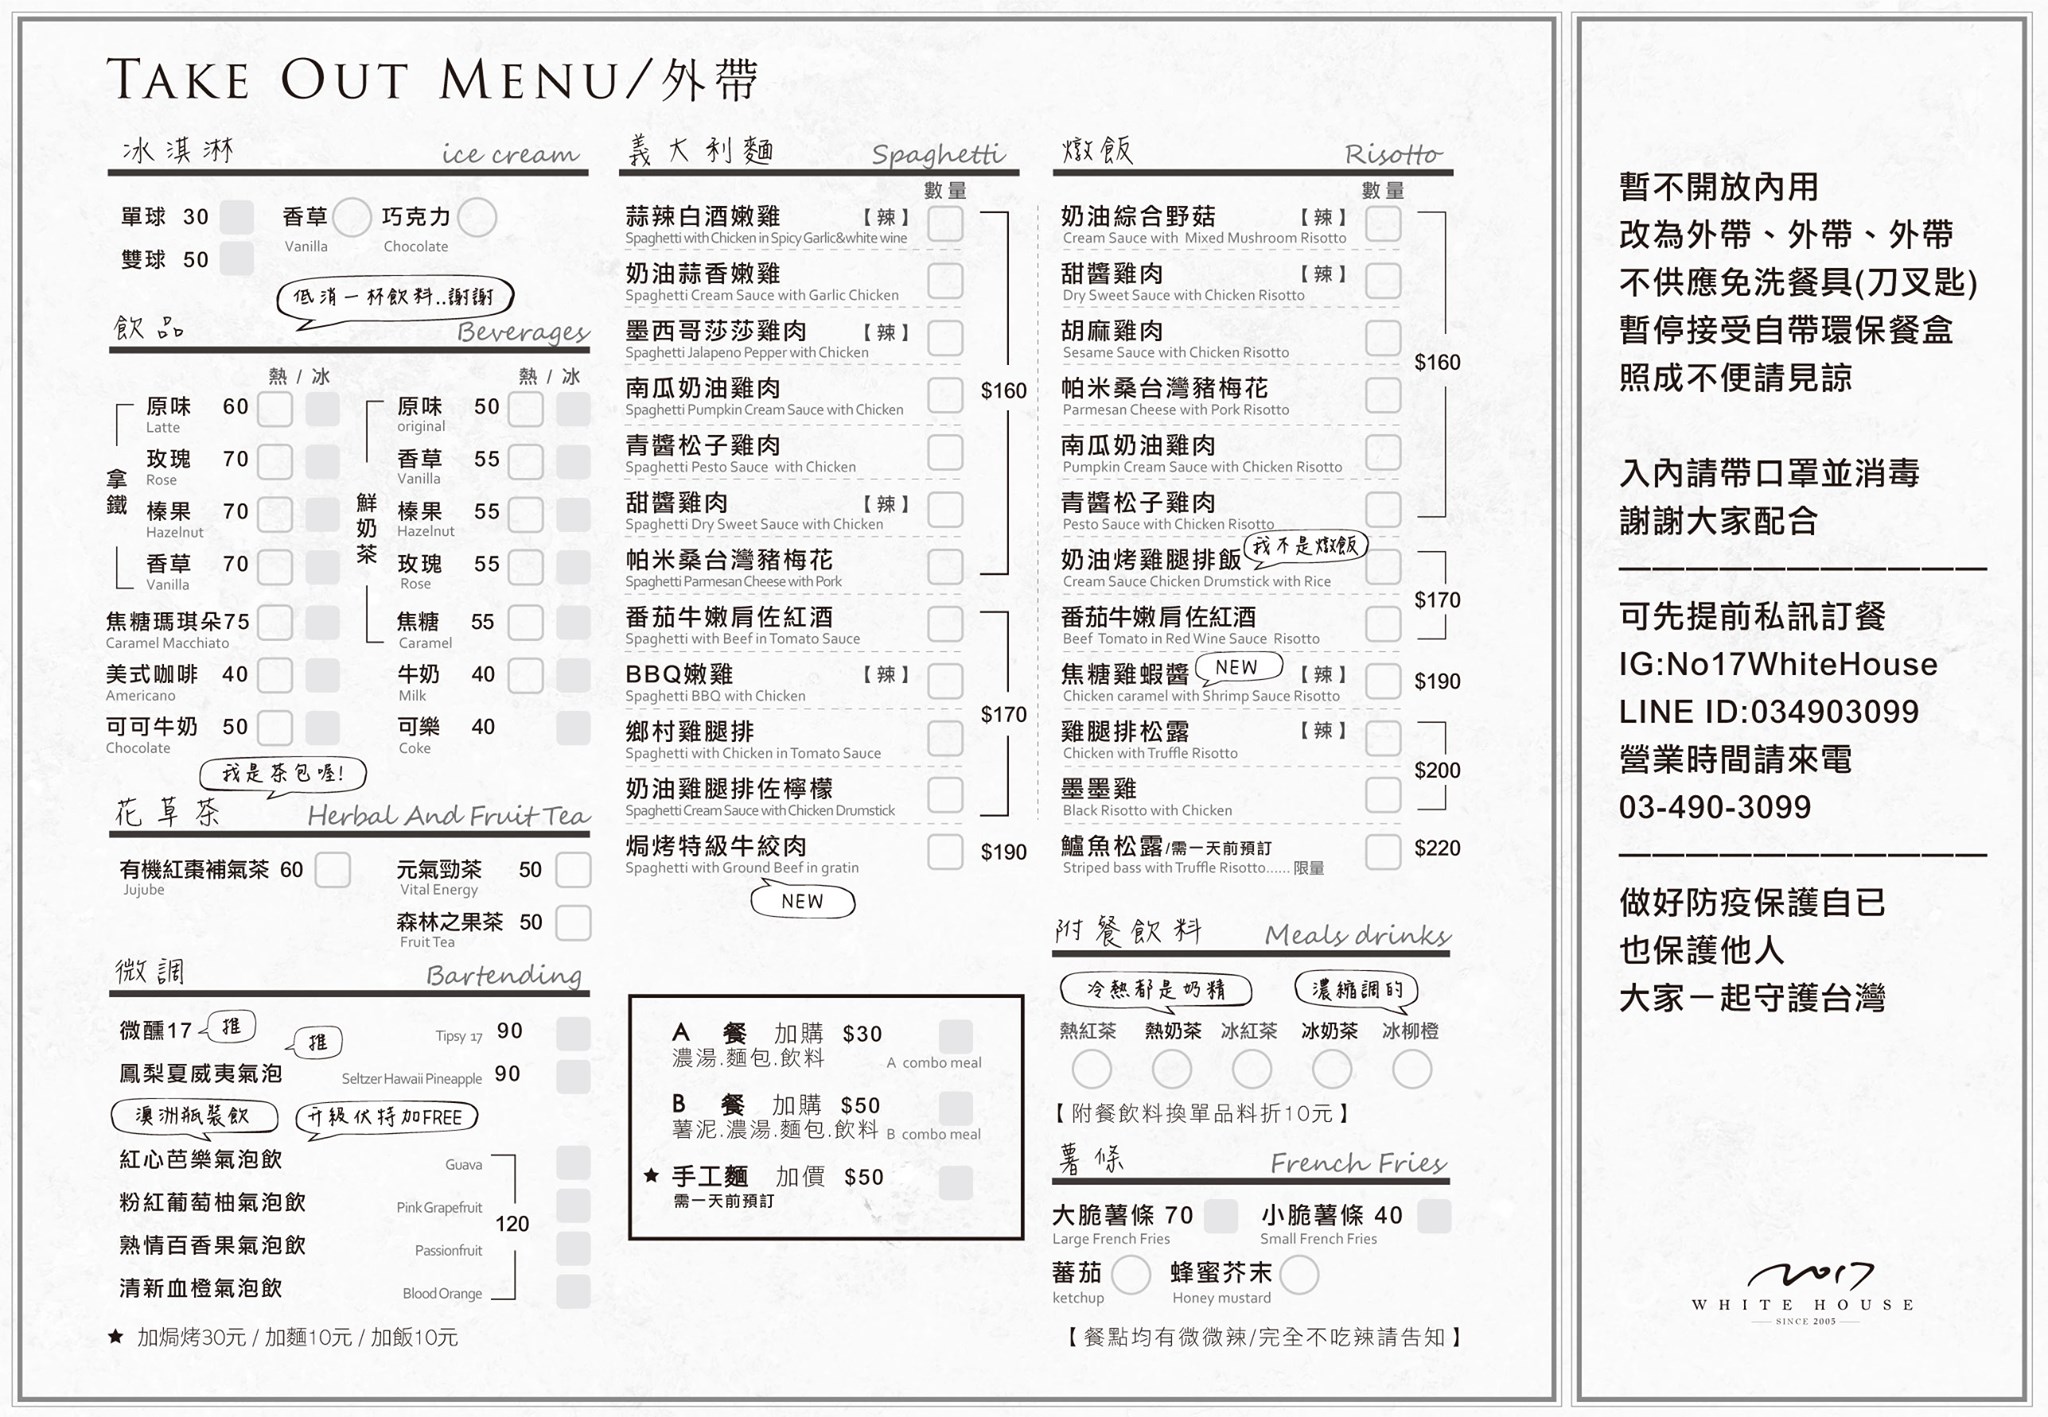 TAKE OUT MENU/外帶
冰淇淋 ice cream
單球 30
雙球 50
香草 巧克力
Vanilla Chocolate
低消一杯飲料..謝謝
飲品 Beverages
熱 / 冰
拿鐵
原味 60
Latte
玫瑰 70
Rose
榛果 70
Hazelnut
香草 70
Vanilla
焦糖瑪琪朵75
Caramel Macchiato
美式咖啡 40
Americano
可可牛奶 50
Chocolate
熱 / 冰
鮮奶茶
原味 50
original
香草 55
Vanilla
榛果 55
Hazelnut
玫瑰 55
Rose
焦糖 55
Caramel
牛奶 40
Milk
可樂 40
Coke
我是茶包喔!
花草茶 Herbal And Fruit Tea
有機紅棗補氣茶 60
Jujube
元氣勁茶 50
Vital Energy
森林之果茶 50
Fruit Tea
微調 Bartending
微醺17 推 Tipsy 17 90
推
鳳梨夏威夷氣泡 Seltzer Hawaii Pineapple 90
澳洲瓶裝飲 升級伏特加FREE
紅心芭樂氣泡飲 Guava
粉紅葡萄柚氣泡飲 Pink Grapefruit
120
熱情百香果氣泡飲 Passionfruit
清新血橙氣泡飲 Blood Orange
★ 加焗烤30元 / 加麵10元 / 加飯10元
義大利麵 Spaghetti
數量
蒜辣白酒嫩雞 【辣】
Spaghetti with Chicken in Spicy Garlic&white wine
奶油蒜香嫩雞
Spaghetti Cream Sauce with Garlic Chicken
墨西哥莎莎雞肉 【辣】
Spaghetti Jalapeno Pepper with Chicken
南瓜奶油雞肉
Spaghetti Pumpkin Cream Sauce with Chicken
$160
青醬松子雞肉
Spaghetti Pesto Sauce with Chicken
甜醬雞肉 【辣】
Spaghetti Dry Sweet Sauce with Chicken
帕米桑台灣豬梅花
Spaghetti Parmesan Cheese with Pork
番茄牛嫩肩佐紅酒
Spaghetti with Beef in Tomato Sauce
BBQ嫩雞 【辣】
Spaghetti BBQ with Chicken
$170
鄉村雞腿排
Spaghetti with Chicken in Tomato Sauce
奶油雞腿排佐檸檬
Spaghetti Cream Sauce with Chicken Drumstick
焗烤特級牛絞肉 $190
Spaghetti with Ground Beef in gratin
NEW
A 餐 加購 $30
濃湯.麵包.飲料 A combo meal
B 餐 加購 $50
薯泥.濃湯.麵包.飲料 B combo meal
★ 手工麵 加價 $50
需一天前預訂
燉飯 Risotto
數量
奶油綜合野菇 【辣】
Cream Sauce with Mixed Mushroom Risotto
甜醬雞肉 【辣】
Dry Sweet Sauce with Chicken Risotto
胡麻雞肉
Sesame Sauce with Chicken Risotto
$160
帕米桑台灣豬梅花
Parmesan Cheese with Pork Risotto
南瓜奶油雞肉
Pumpkin Cream Sauce with Chicken Risotto
青醬松子雞肉
Pesto Sauce with Chicken Risotto
奶油烤雞腿排飯 我不是燉飯
Cream Sauce Chicken Drumstick with Rice
$170
番茄牛嫩肩佐紅酒
Beef Tomato in Red Wine Sauce Risotto
焦糖雞蝦醬 NEW 【辣】 $190
Chicken caramel with Shrimp Sauce Risotto
雞腿排松露 【辣】
Chicken with Truffle Risotto
$200
墨墨雞
Black Risotto with Chicken
鱸魚松露/需一天前預訂 $220
Striped bass with Truffle Risotto...... 限量
附餐飲料 Meals drinks
冷熱都是奶精 濃縮調的
熱紅茶 熱奶茶 冰紅茶 冰奶茶 冰柳橙
【附餐飲料換單品料折10元】
薯條 French Fries
大脆薯條 70 小脆薯條 40
Large French Fries Small French Fries
蕃茄 蜂蜜芥末
ketchup Honey mustard
【餐點均有微微辣/完全不吃辣請告知】
暫不開放內用
改為外帶、外帶、外帶
不供應免洗餐具(刀叉匙)
暫停接受自帶環保餐盒
照成不便請見諒
入內請帶口罩並消毒
謝謝大家配合
————————————
可先提前私訊訂餐
IG:No17WhiteHouse
LINE ID:034903099
營業時間請來電
03-490-3099
————————————
做好防疫保護自已
也保護他人
大家一起守護台灣
No17
WHITE HOUSE
SINCE 2005